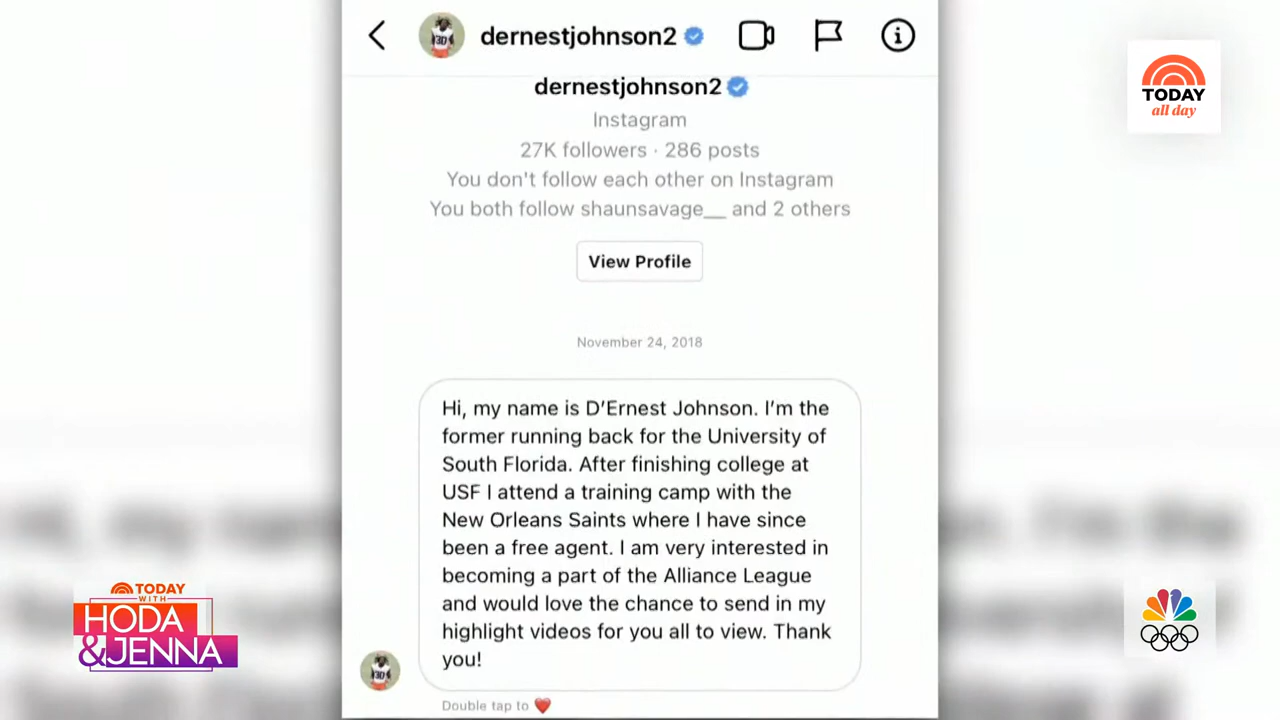 dernestjohnson2
dernestjohnson2
Instagram
27K followers · 286 posts
You don't follow each other on Instagram
You both follow shaunsavage__ and 2 others
View Profile
November 24, 2018
Hi, my name is D’Ernest Johnson. I’m the
former running back for the University of
South Florida. After finishing college at
USF I attend a training camp with the
New Orleans Saints where I have since
been a free agent. I am very interested in
becoming a part of the Alliance League
and would love the chance to send in my
highlight videos for you all to view. Thank
you!
Double tap to ❤️
TODAY
all day
TODAY
WITH
HODA
&JENNA